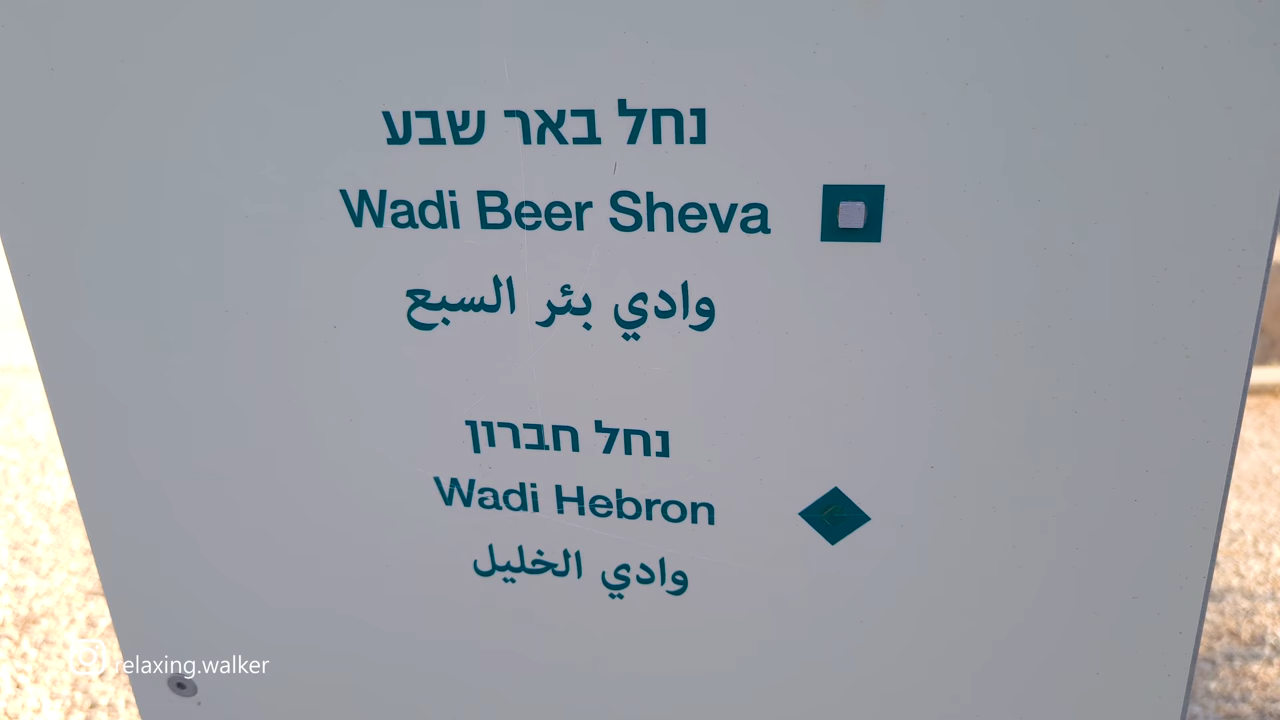 נחל באר שבע
Wadi Beer Sheva
وادي بئر السبع
נחל חברון
Wadi Hebron
وادي الخليل
relaxing.walker